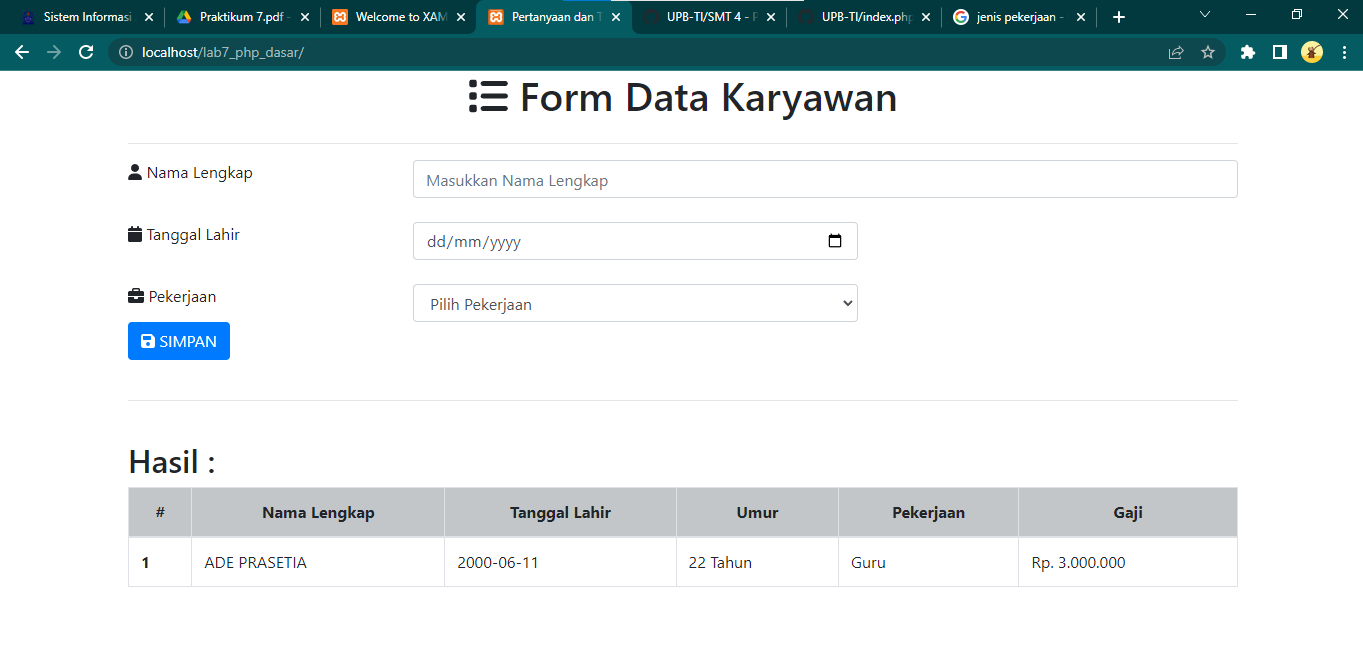 Sistem Informasi
Praktikum 7.pdf -
Welcome to XAM
Pertanyaan dan T
UPB-TI/SMT 4 - P
UPB-TI/index.php
jenis pekerjaan -
localhost/lab7_php_dasar/
Form Data Karyawan
Nama Lengkap
Masukkan Nama Lengkap
Tanggal Lahir
dd/mm/yyyy
Pekerjaan
Pilih Pekerjaan
SIMPAN
Hasil :
# Nama Lengkap Tanggal Lahir Umur Pekerjaan Gaji
1 ADE PRASETIA 2000-06-11 22 Tahun Guru Rp. 3.000.000